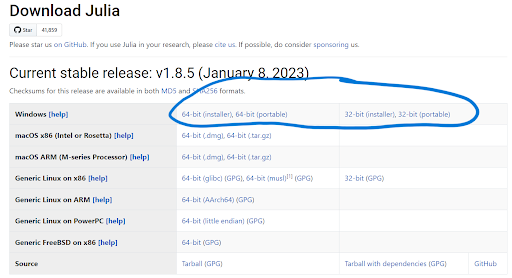 Download Julia
Star 41,859
Please star us on GitHub. If you use Julia in your research, please cite us. If possible, do consider sponsoring us.
Current stable release: v1.8.5 (January 8, 2023)
Checksums for this release are available in both MD5 and SHA256 formats.
Windows [help] 64-bit (installer), 64-bit (portable) 32-bit (installer), 32-bit (portable)
macOS x86 (Intel or Rosetta) [help] 64-bit (.dmg), 64-bit (.tar.gz)
macOS ARM (M-series Processor) [help] 64-bit (.dmg), 64-bit (.tar.gz)
Generic Linux on x86 [help] 64-bit (glibc) (GPG), 64-bit (musl)[1] (GPG) 32-bit (GPG)
Generic Linux on ARM [help] 64-bit (AArch64) (GPG)
Generic Linux on PowerPC [help] 64-bit (little endian) (GPG)
Generic FreeBSD on x86 [help] 64-bit (GPG)
Source Tarball (GPG) Tarball with dependencies (GPG) GitHub